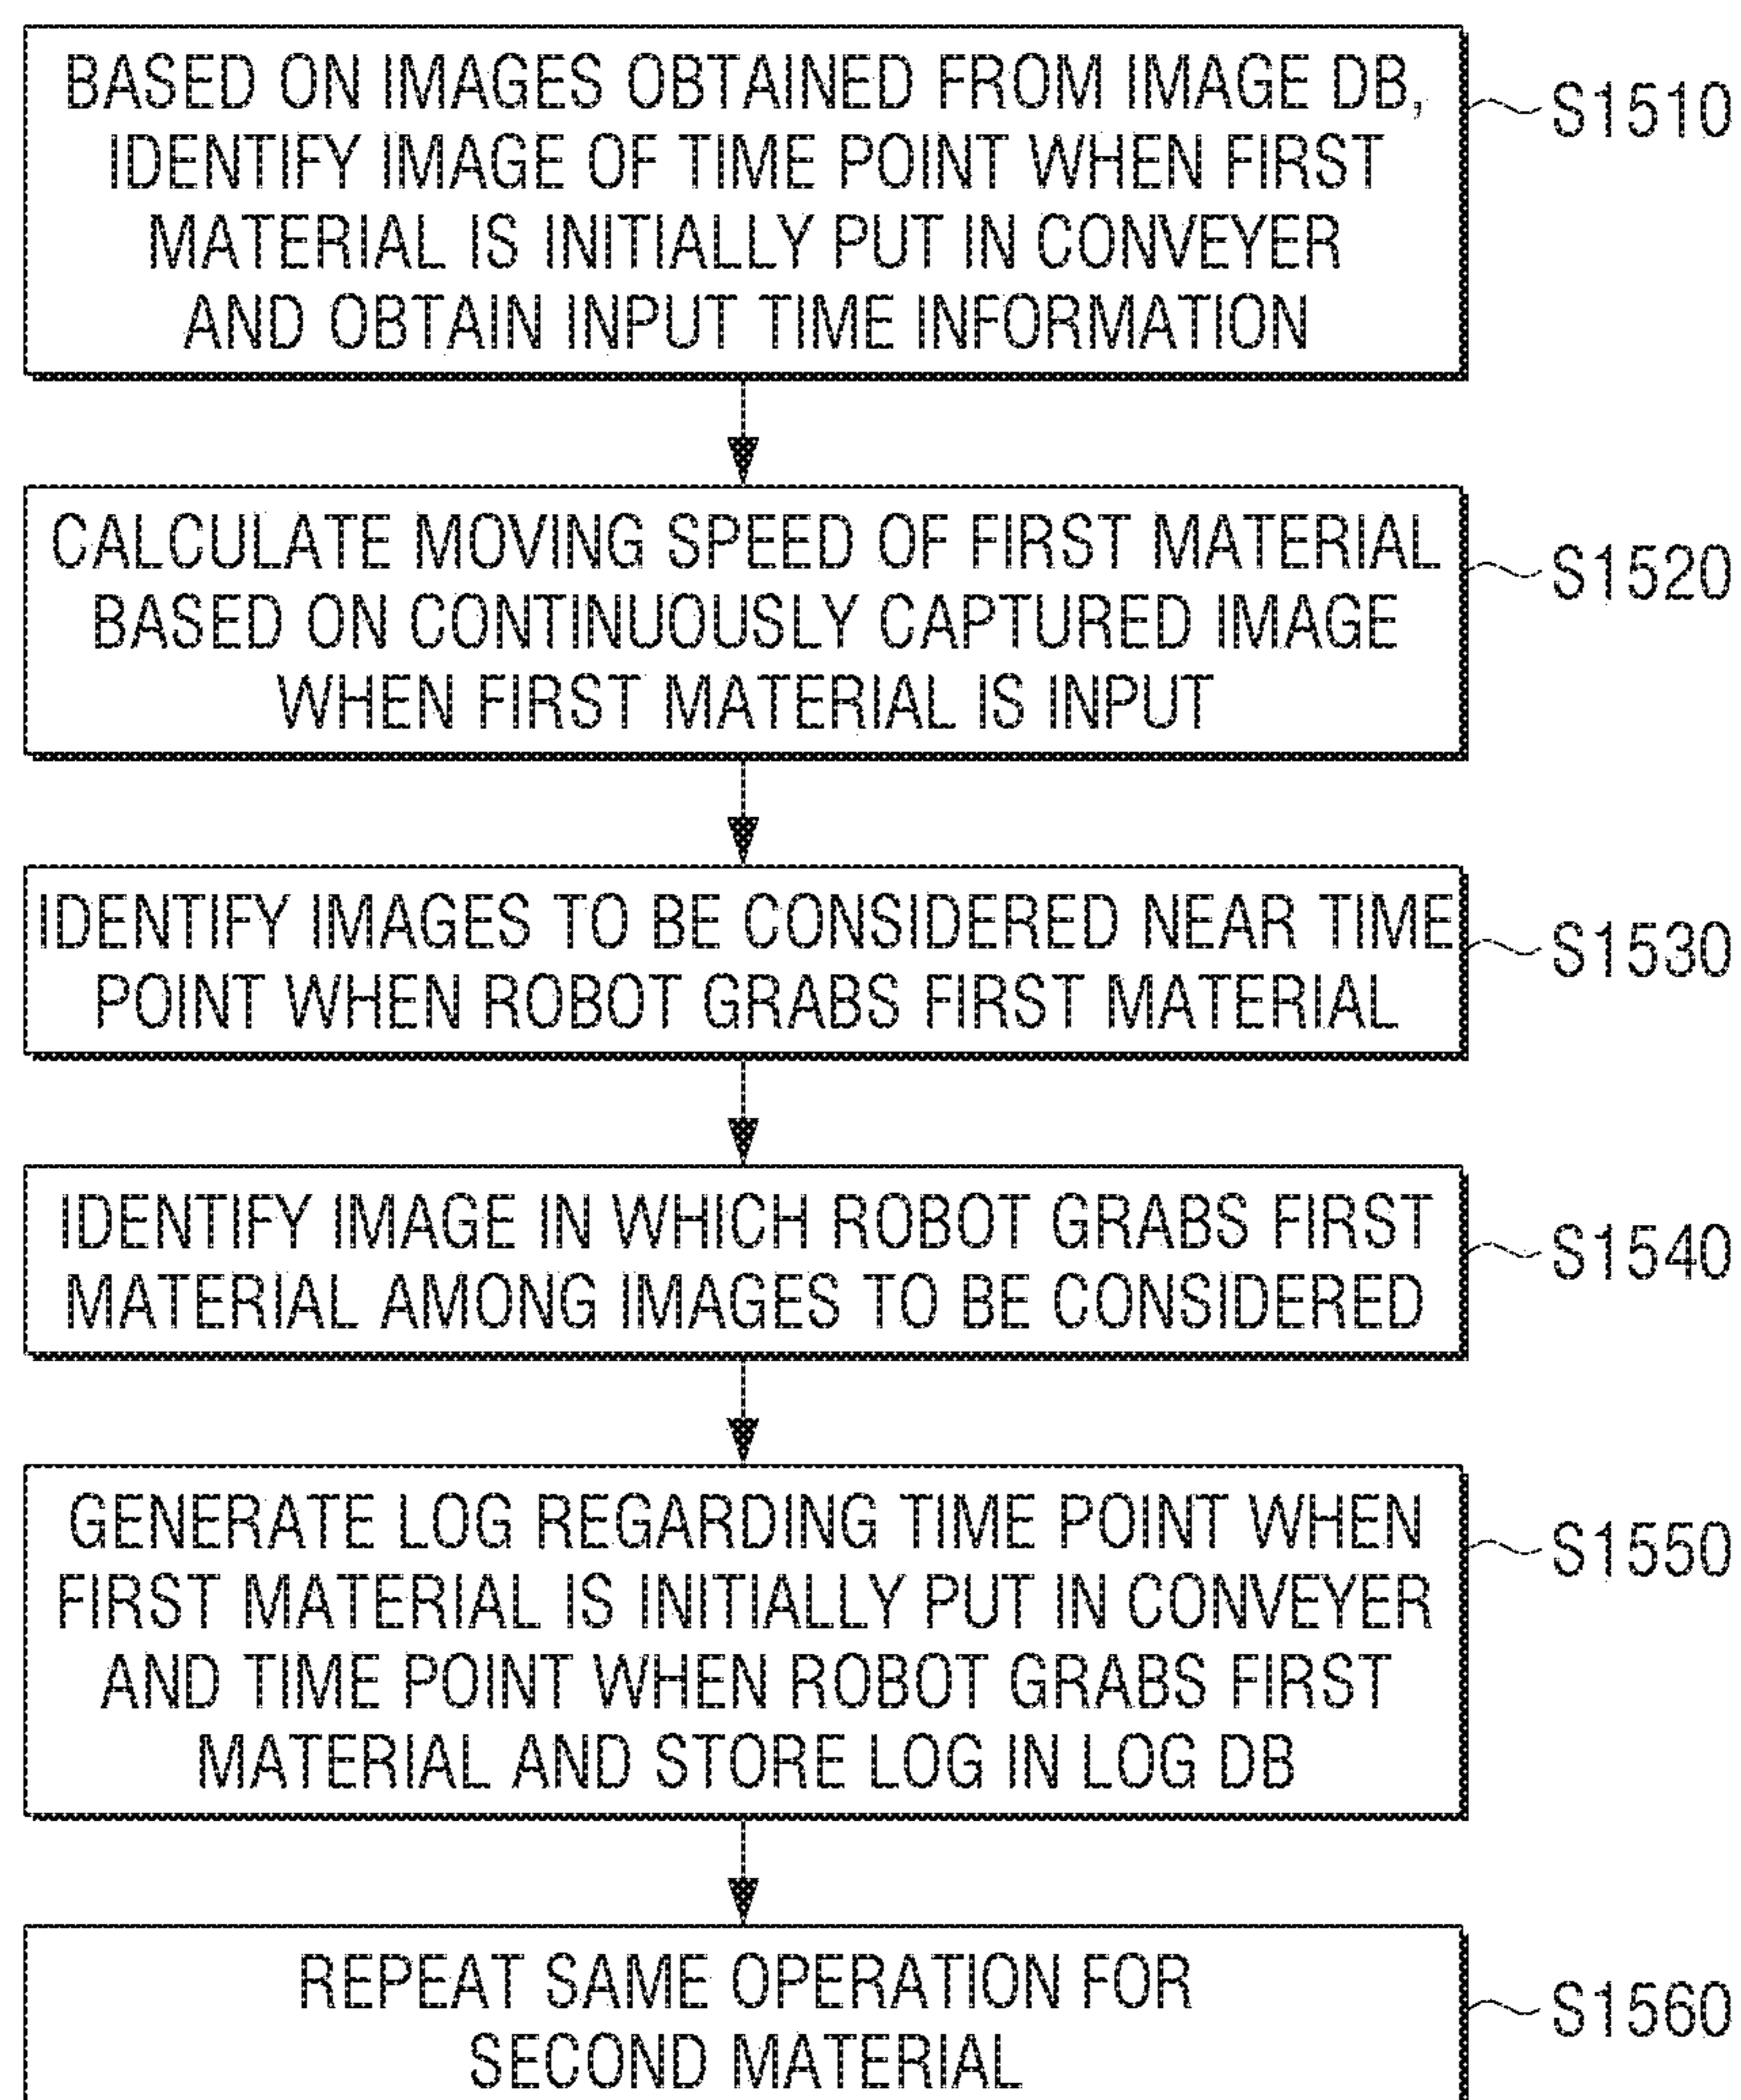 BASED ON IMAGES OBTAINED FROM IMAGE DB,
IDENTIFY IMAGE OF TIME POINT WHEN FIRST
MATERIAL IS INITIALLY PUT IN CONVEYER
AND OBTAIN INPUT TIME INFORMATION
S1510
CALCULATE MOVING SPEED OF FIRST MATERIAL
BASED ON CONTINUOUSLY CAPTURED IMAGE
WHEN FIRST MATERIAL IS INPUT
S1520
IDENTIFY IMAGES TO BE CONSIDERED NEAR TIME
POINT WHEN ROBOT GRABS FIRST MATERIAL
S1530
IDENTIFY IMAGE IN WHICH ROBOT GRABS FIRST
MATERIAL AMONG IMAGES TO BE CONSIDERED
S1540
GENERATE LOG REGARDING TIME POINT WHEN
FIRST MATERIAL IS INITIALLY PUT IN CONVEYER
AND TIME POINT WHEN ROBOT GRABS FIRST
MATERIAL AND STORE LOG IN LOG DB
S1550
REPEAT SAME OPERATION FOR
SECOND MATERIAL
S1560